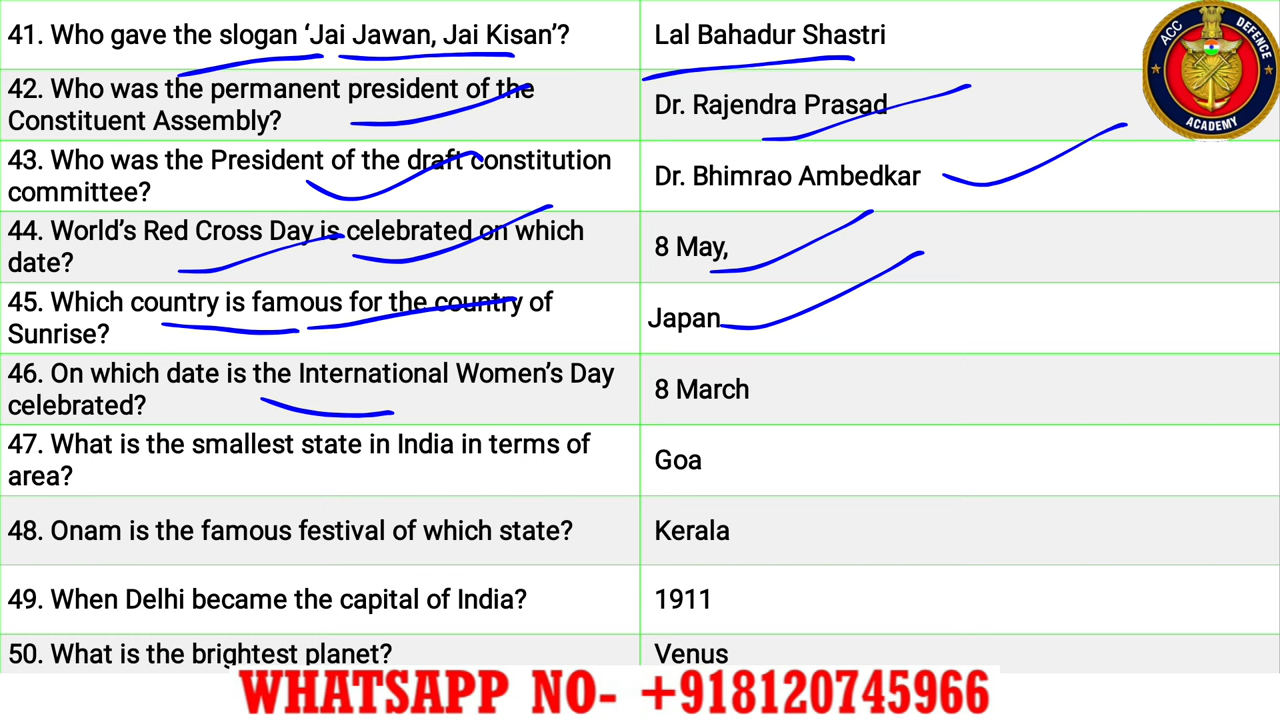 41. Who gave the slogan ‘Jai Jawan, Jai Kisan’?
Lal Bahadur Shastri
42. Who was the permanent president of the
Constituent Assembly?
Dr. Rajendra Prasad
43. Who was the President of the draft constitution
committee?
Dr. Bhimrao Ambedkar
44. World’s Red Cross Day is celebrated on which
date?
8 May,
45. Which country is famous for the country of
Sunrise?
Japan
46. On which date is the International Women’s Day
celebrated?
8 March
47. What is the smallest state in India in terms of
area?
Goa
48. Onam is the famous festival of which state?
Kerala
49. When Delhi became the capital of India?
1911
50. What is the brightest planet?
Venus
ACC DEFENCE
ACADEMY
WHATSAPP NO- +918120745966